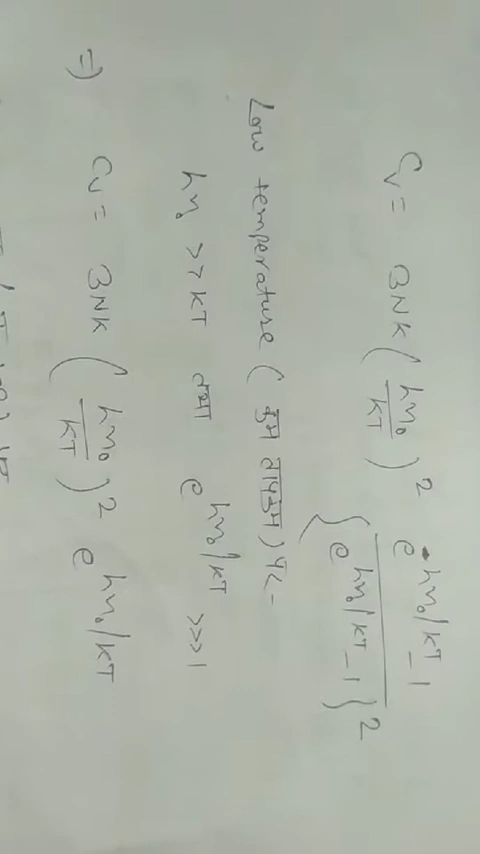 Cv = 3NK (hν₀/KT)² e^hν₀/KT - 1 / {e^hν₀/KT - 1}²
Low temperature (कम तापक्रम) पर -
hν₀ >> KT तथा e^hν₀/KT >>> 1
=> Cv = 3NK (hν₀/KT)² e^hν₀/KT